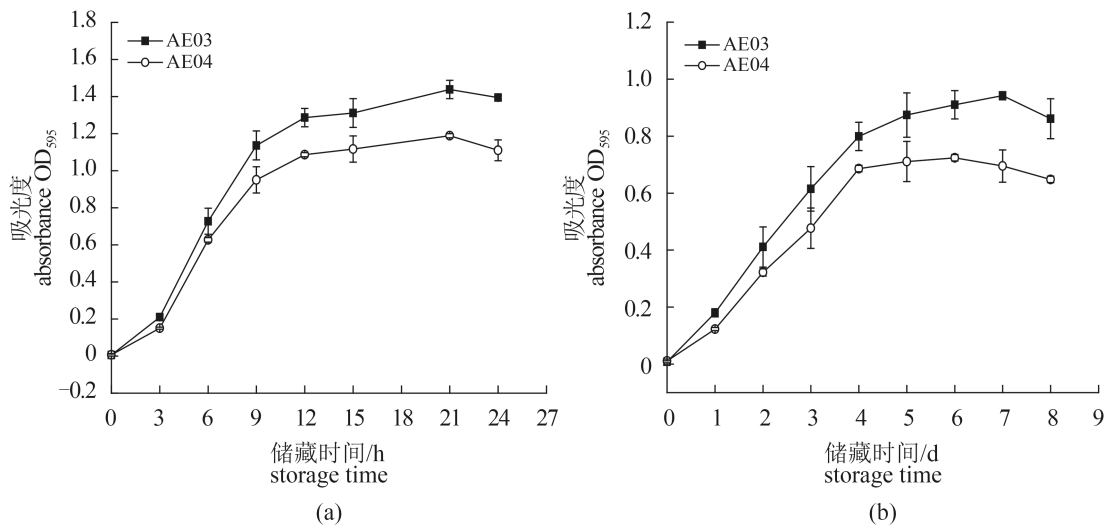 1.8
1.6
1.4
1.2
1.0
0.8
0.6
0.4
0.2
0
−0.2
吸光度
absorbance OD595
AE03
AE04
0 3 6 9 12 15 18 21 24 27
储藏时间/h
storage time
(a)
1.2
1.0
0.8
0.6
0.4
0.2
0
吸光度
absorbance OD595
AE03
AE04
0 1 2 3 4 5 6 7 8 9
储藏时间/d
storage time
(b)